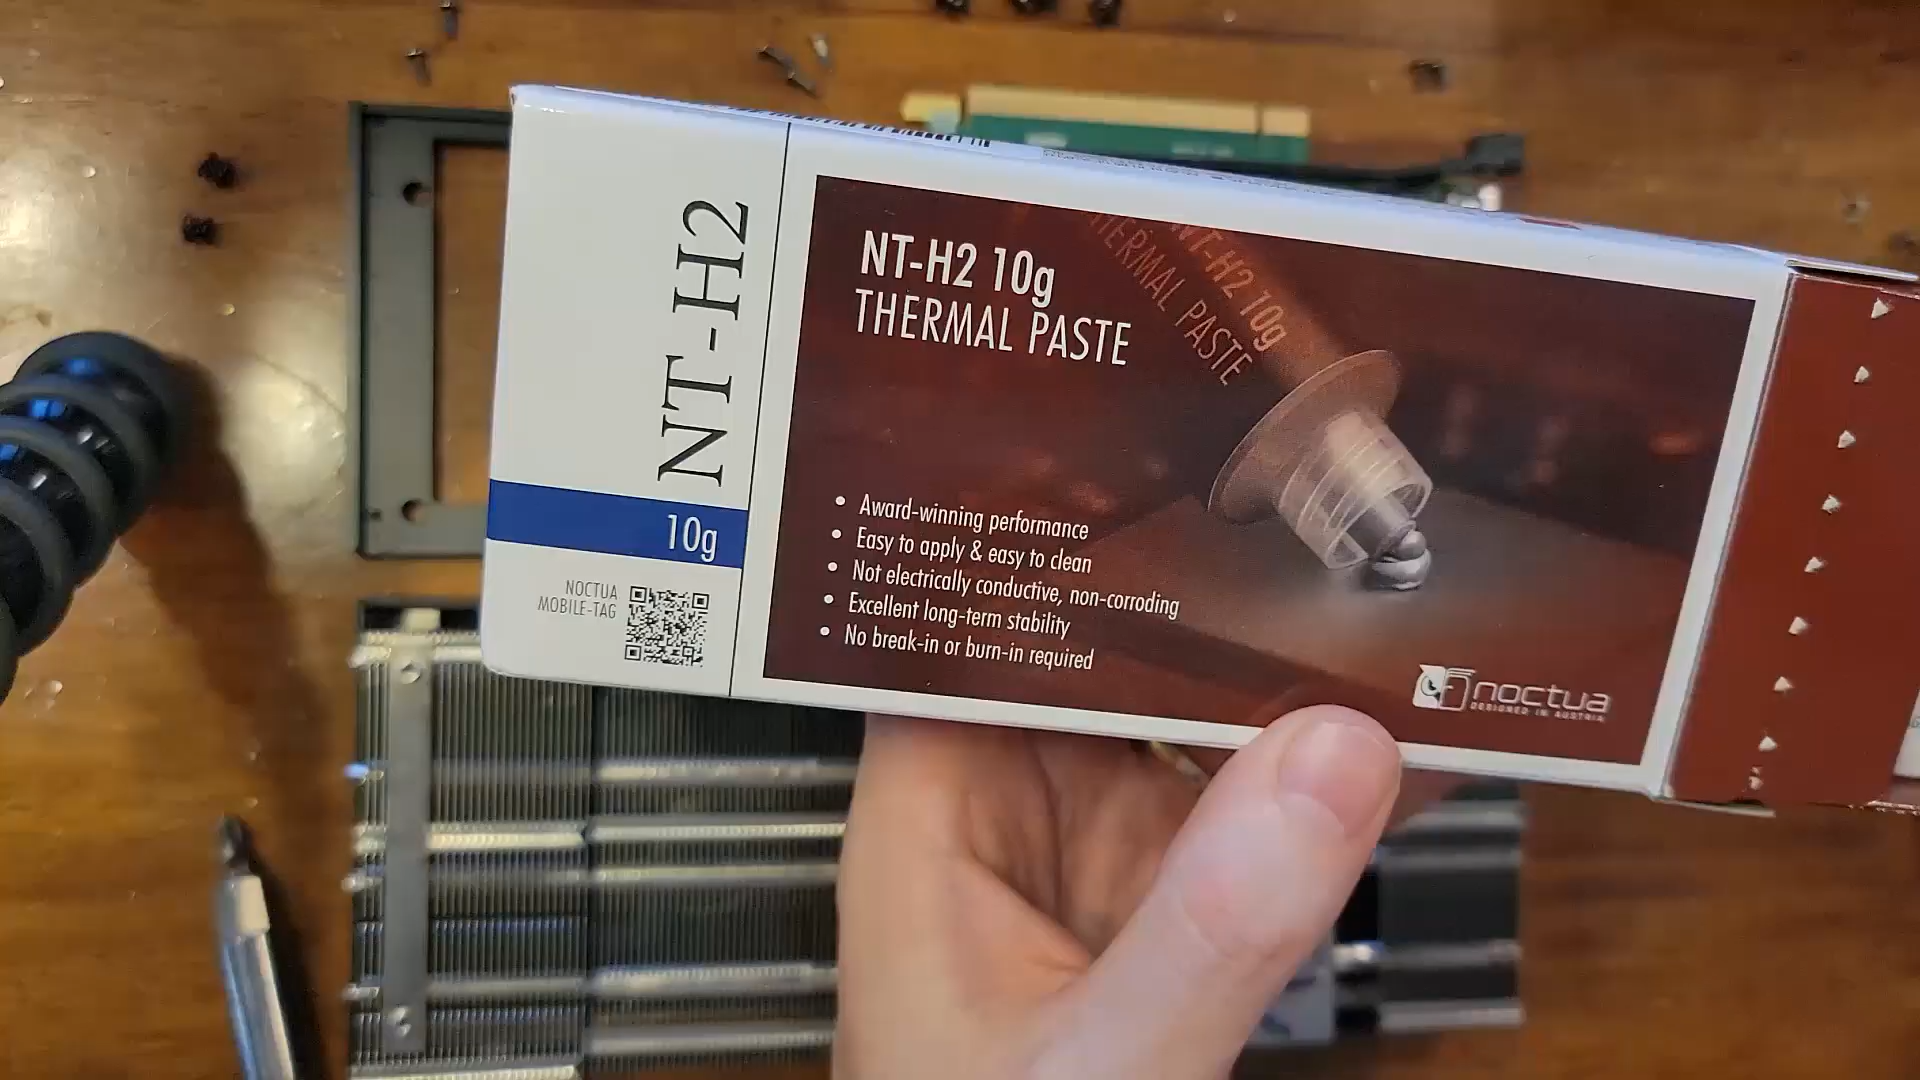 NT-H2
10g
NOCTUA
MOBILE-TAG
NT-H2 10g
THERMAL PASTE
NT-H2 10g
THERMAL PASTE
• Award-winning performance
• Easy to apply & easy to clean
• Not electrically conductive, non-corroding
• Excellent long-term stability
• No break-in or burn-in required
noctua
DESIGNED IN AUSTRIA